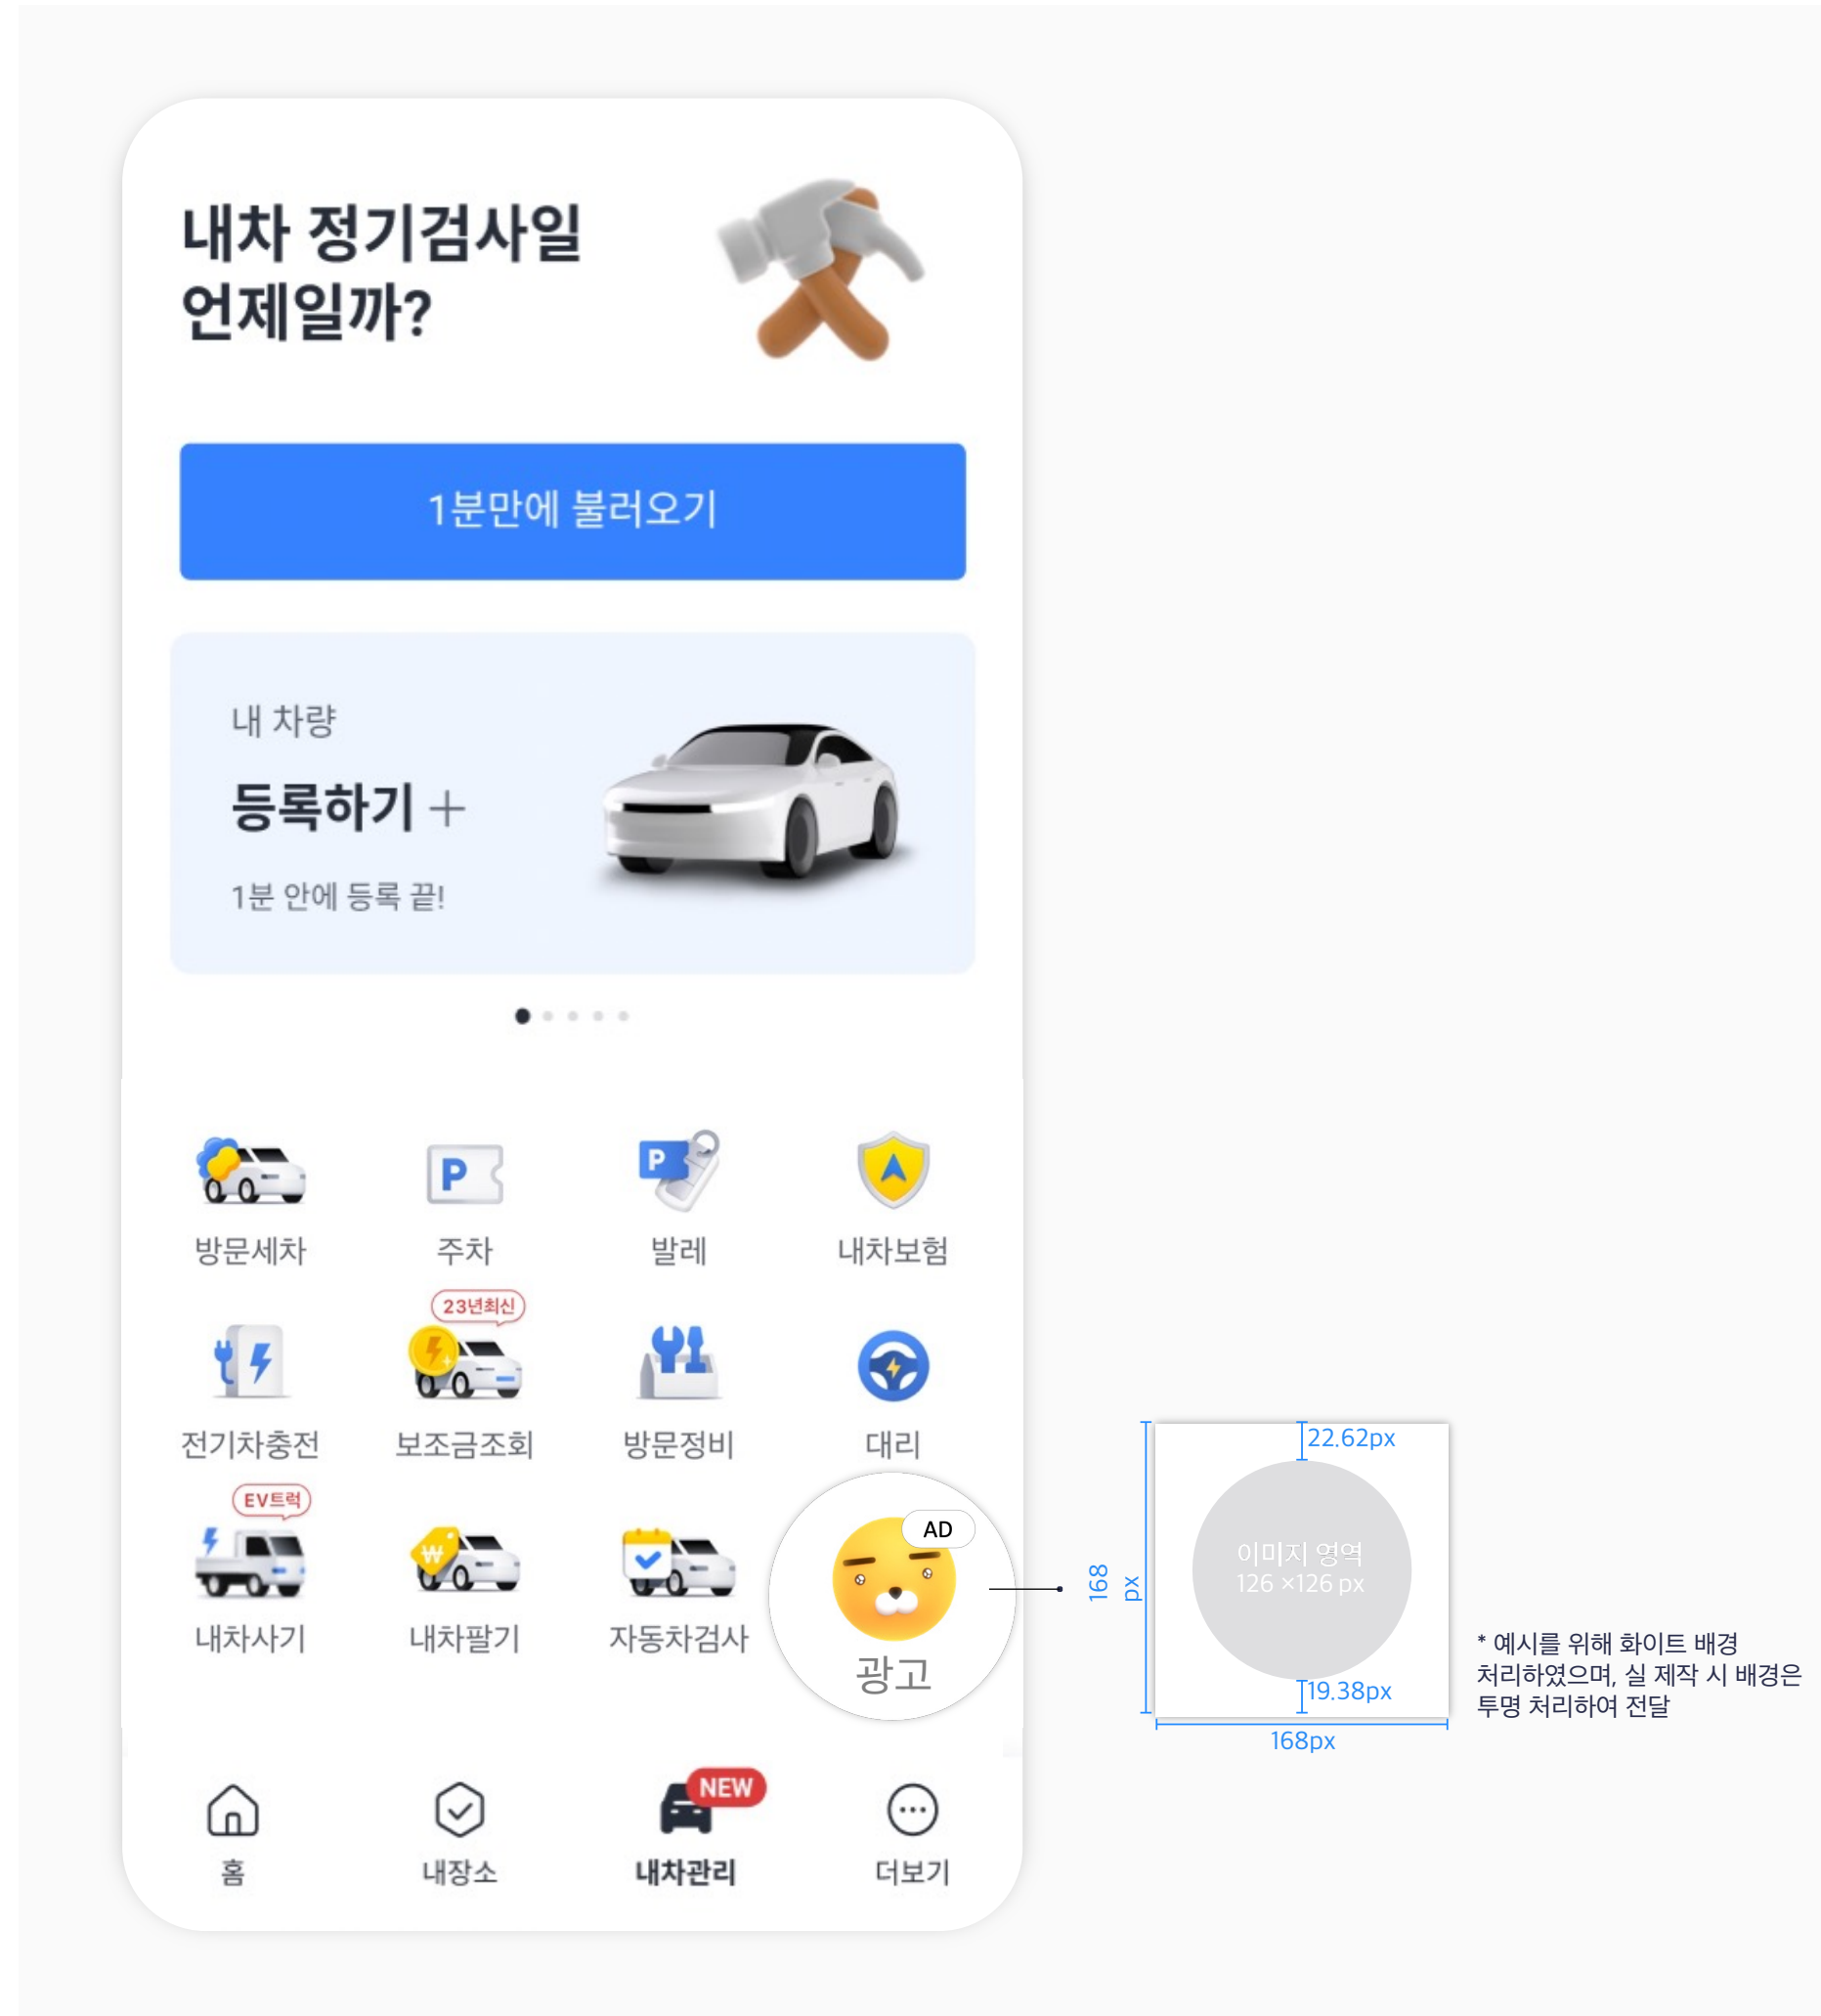 내차 정기검사일
언제일까?
1분만에 불러오기
내 차량
등록하기 +
1분 안에 등록 끝!
P
P
방문세차
주차
발레
내차보험
23년최신
전기차충전
보조금조회
방문정비
대리
EV트럭
₩
AD
내차사기
내차팔기
자동차검사
광고
22.62px
이미지 영역
126 ×126 px
168
px
19.38px
168px
* 예시를 위해 화이트 배경
처리하였으며, 실 제작 시 배경은
투명 처리하여 전달
NEW
홈
내장소
내차관리
더보기